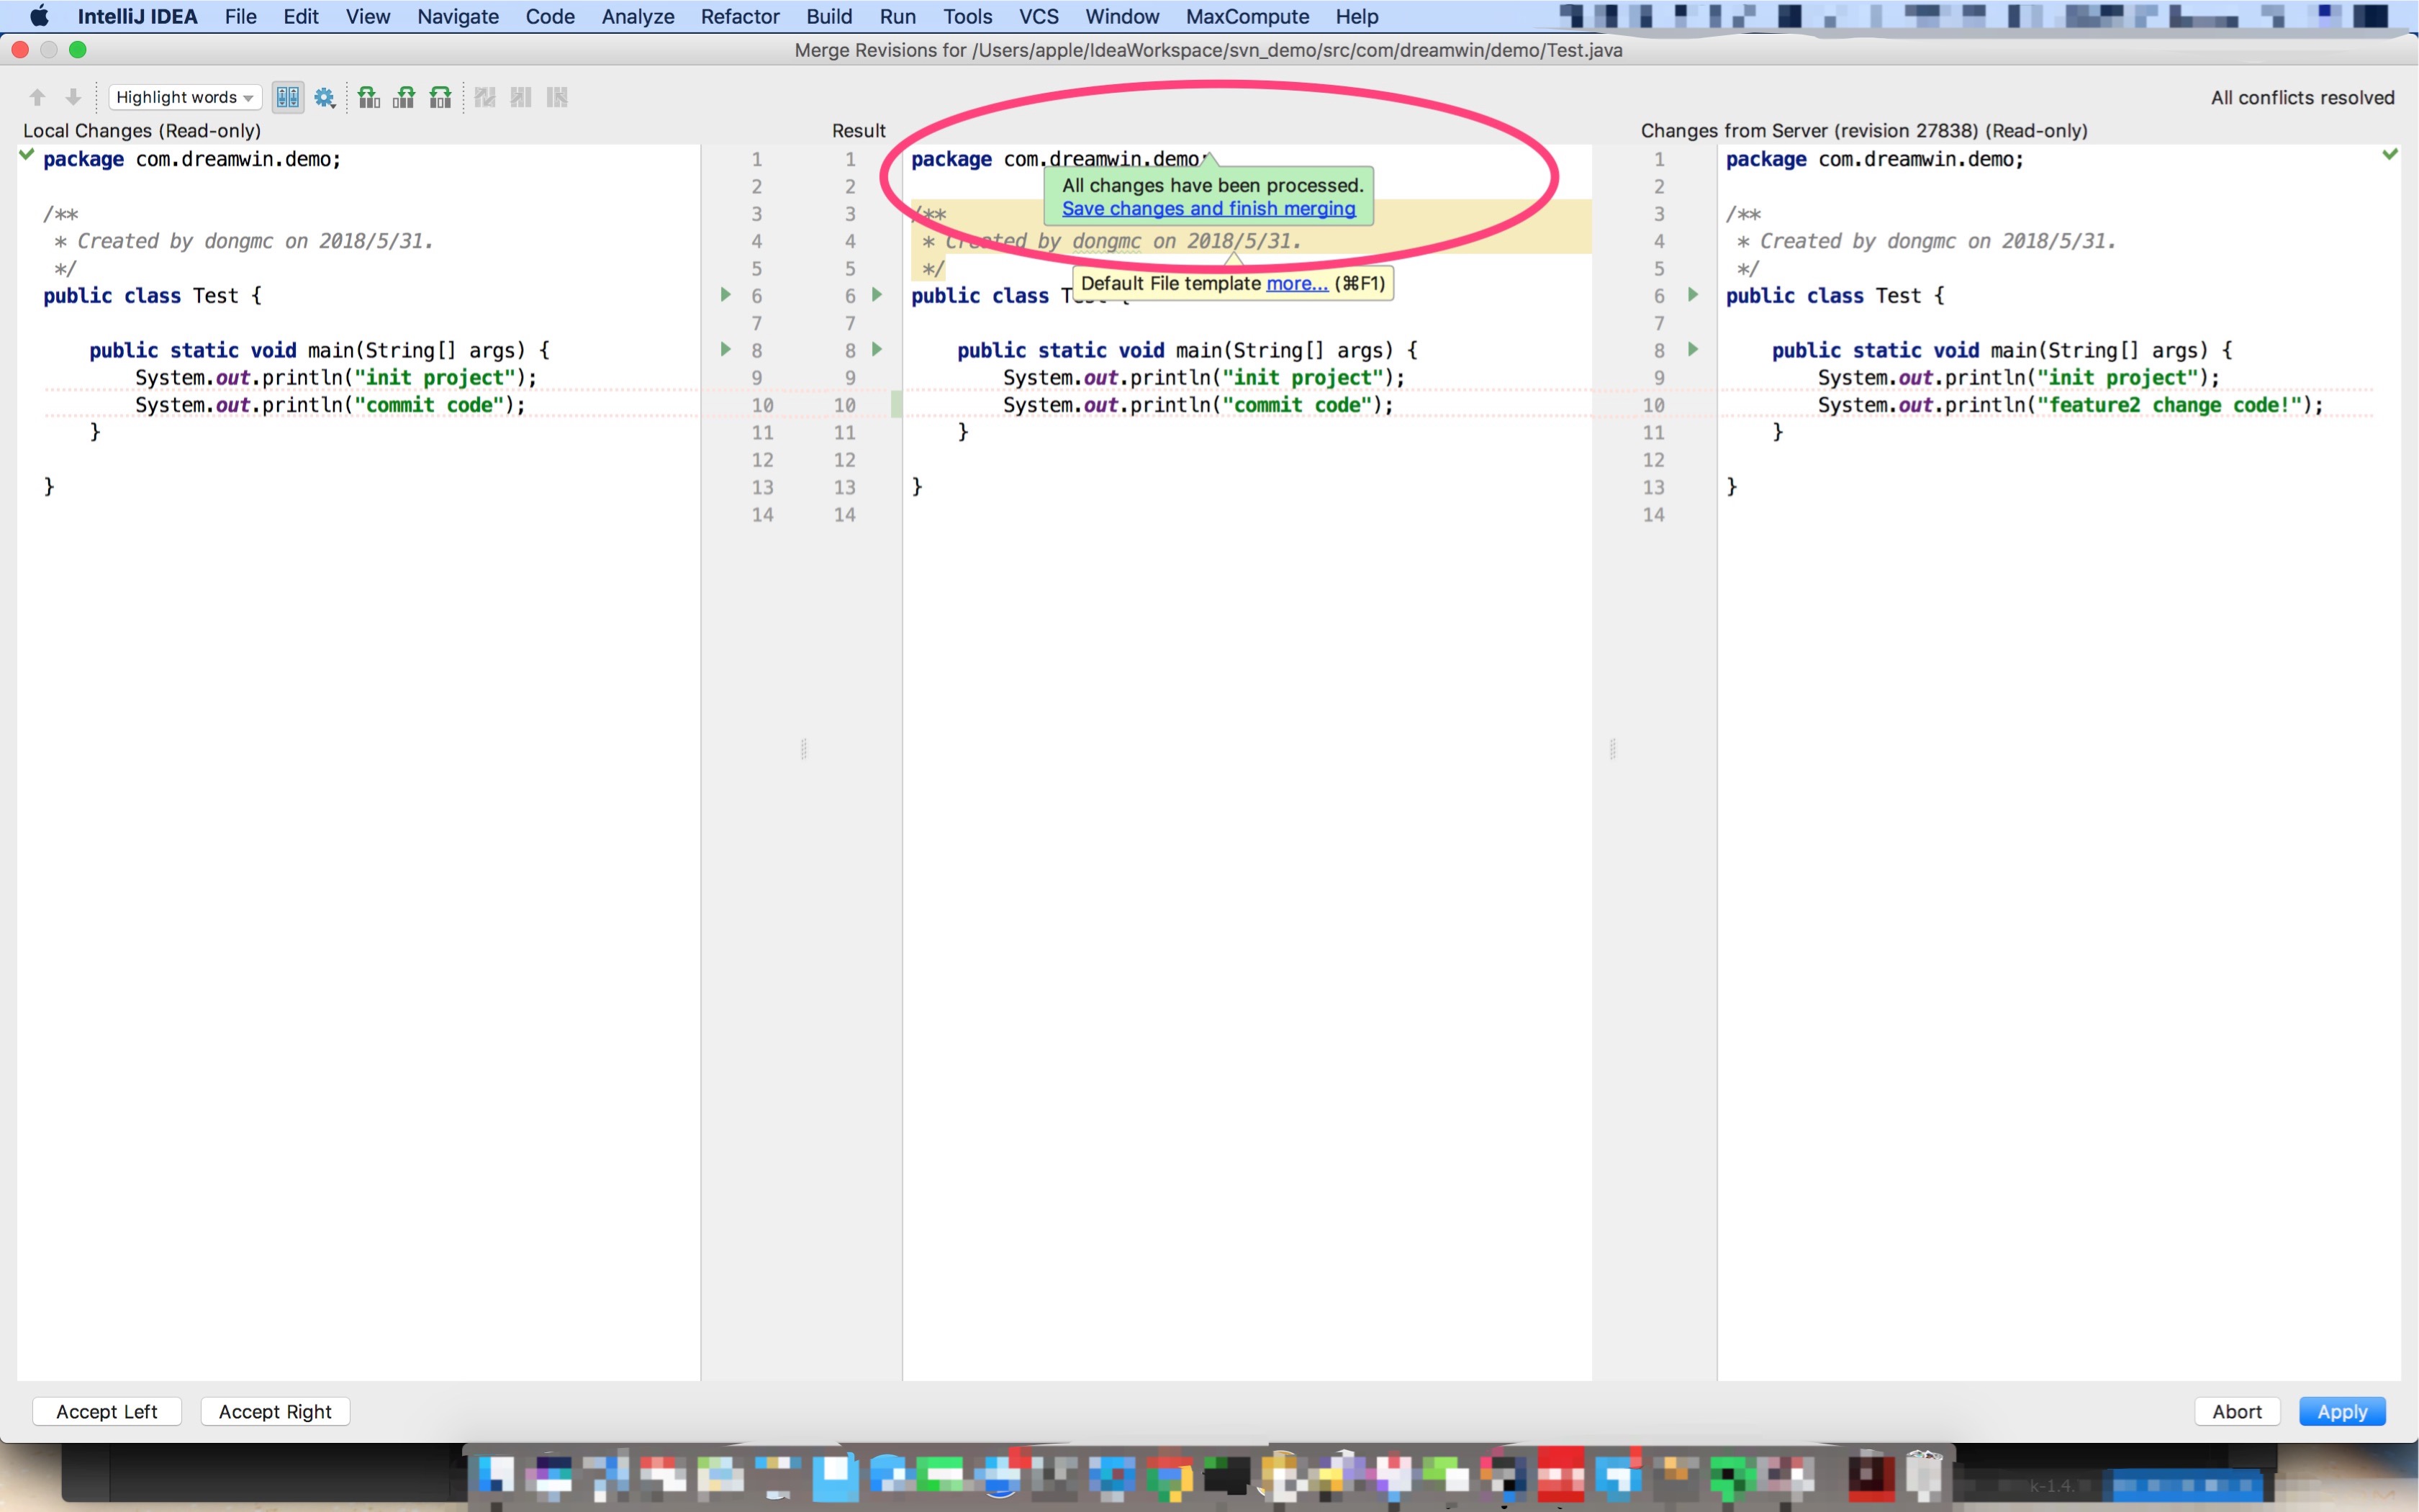 IntelliJ IDEA File Edit View Navigate Code Analyze Refactor Build Run Tools VCS Window MaxCompute Help
Merge Revisions for /Users/apple/IdeaWorkspace/svn_demo/src/com/dreamwin/demo/Test.java
Highlight words
All conflicts resolved
Local Changes (Read-only)
Result
Changes from Server (revision 27838) (Read-only)
package com.dreamwin.demo;
/**
* Created by dongmc on 2018/5/31.
*/
public class Test {
public static void main(String[] args) {
System.out.println("init project");
System.out.println("commit code");
}
}
1 1
2 2
3 3
4 4
5 5
6 6
7 7
8 8
9 9
10 10
11 11
12 12
13 13
14 14
package com.dreamwin.demo;
All changes have been processed.
Save changes and finish merging
/**
* Created by dongmc on 2018/5/31.
*/
Default File template more... (⌘F1)
public class Test {
public static void main(String[] args) {
System.out.println("init project");
System.out.println("commit code");
}
}
1
2
3
4
5
6
7
8
9
10
11
12
13
14
package com.dreamwin.demo;
/**
* Created by dongmc on 2018/5/31.
*/
public class Test {
public static void main(String[] args) {
System.out.println("init project");
System.out.println("feature2 change code!");
}
}
Accept Left
Accept Right
Abort
Apply
k-1.4.